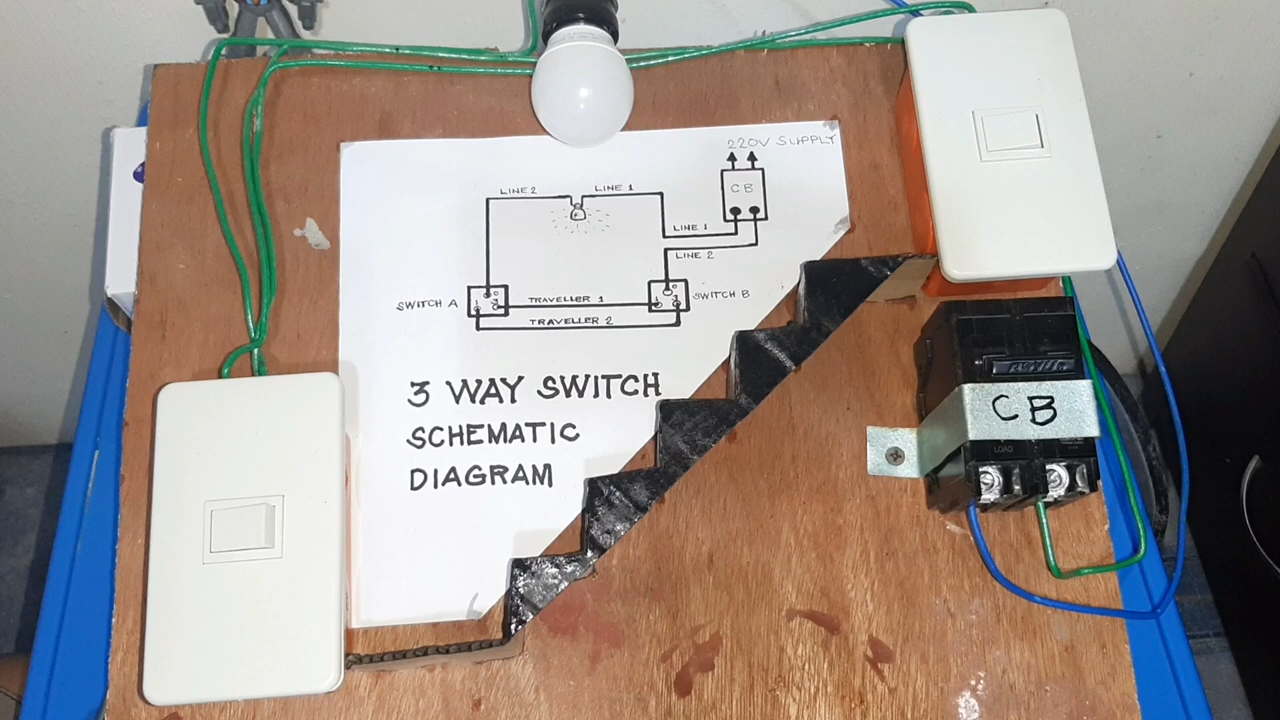 220V SUPPLY
LINE 2
LINE 1
CB
LINE 1
LINE 2
SWITCH A
TRAVELLER 1
SWITCH B
TRAVELLER 2
3 WAY SWITCH
SCHEMATIC
DIAGRAM
CB
LOAD